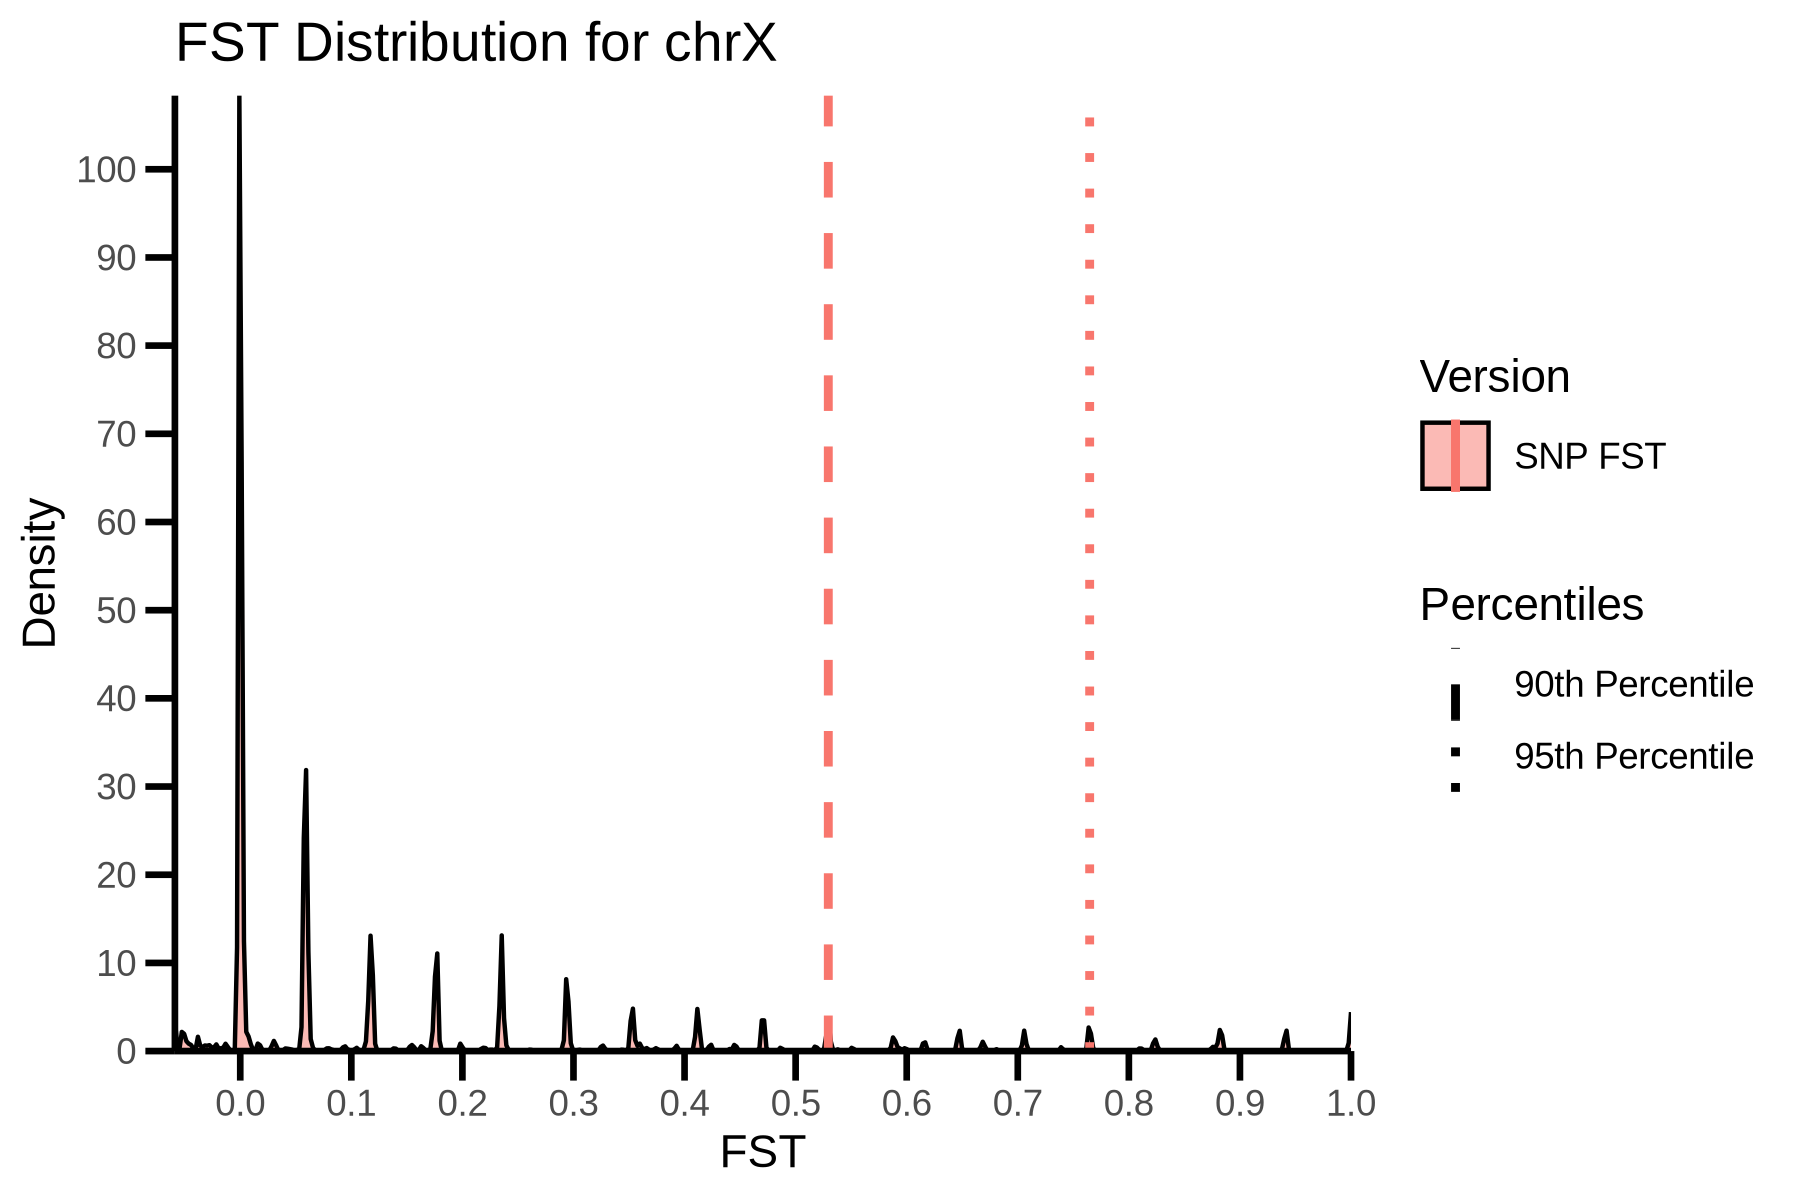 FST Distribution for chrX
100
90
80
70
60
50
40
30
20
10
0
Density
0.0 0.1 0.2 0.3 0.4 0.5 0.6 0.7 0.8 0.9 1.0
FST
Version
SNP FST
Percentiles
90th Percentile
95th Percentile